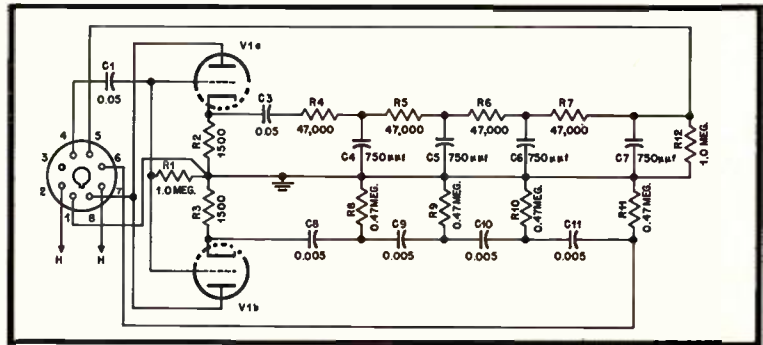 V1a
C1
0.05
4
5
3
6
2
7
1
8
H
H
R1
1.0 MEG.
R2
1500
R3
1500
C3
0.05
R4
47,000
R5
47,000
R6
47,000
R7
47,000
C4
750μμf
C5
750μμf
C6
750μμf
C7
750μμf
R12
1.0 MEG.
R8
0.47MEG.
R9
0.47MEG.
R10
0.47MEG.
R11
0.47MEG.
C8
0.005
C9
0.005
C10
0.005
C11
0.005
V1b